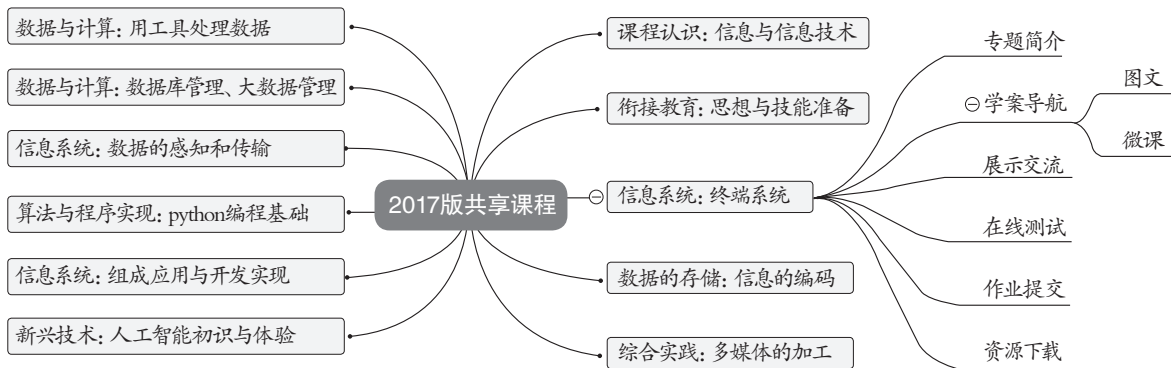 数据与计算：用工具处理数据
数据与计算：数据库管理、大数据管理
信息系统：数据的感知和传输
算法与程序实现：python编程基础
信息系统：组成应用与开发实现
新兴技术：人工智能初识与体验
2017版共享课程
课程认识：信息与信息技术
衔接教育：思想与技能准备
信息系统：终端系统
数据的存储：信息的编码
综合实践：多媒体的加工
专题简介
学案导航
展示交流
在线测试
作业提交
资源下载
图文
微课